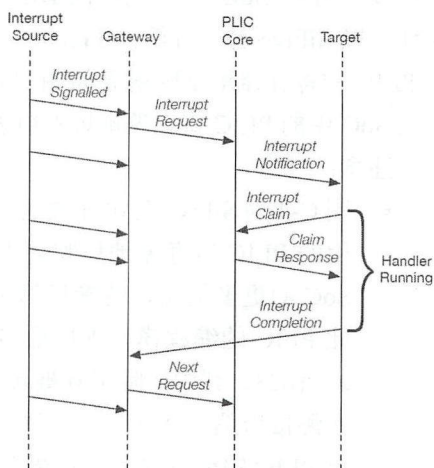 Interrupt
Source
Gateway
PLIC
Core
Target
Interrupt
Signalled
Interrupt
Request
Interrupt
Notification
Interrupt
Claim
Claim
Response
Handler
Running
Interrupt
Completion
Next
Request